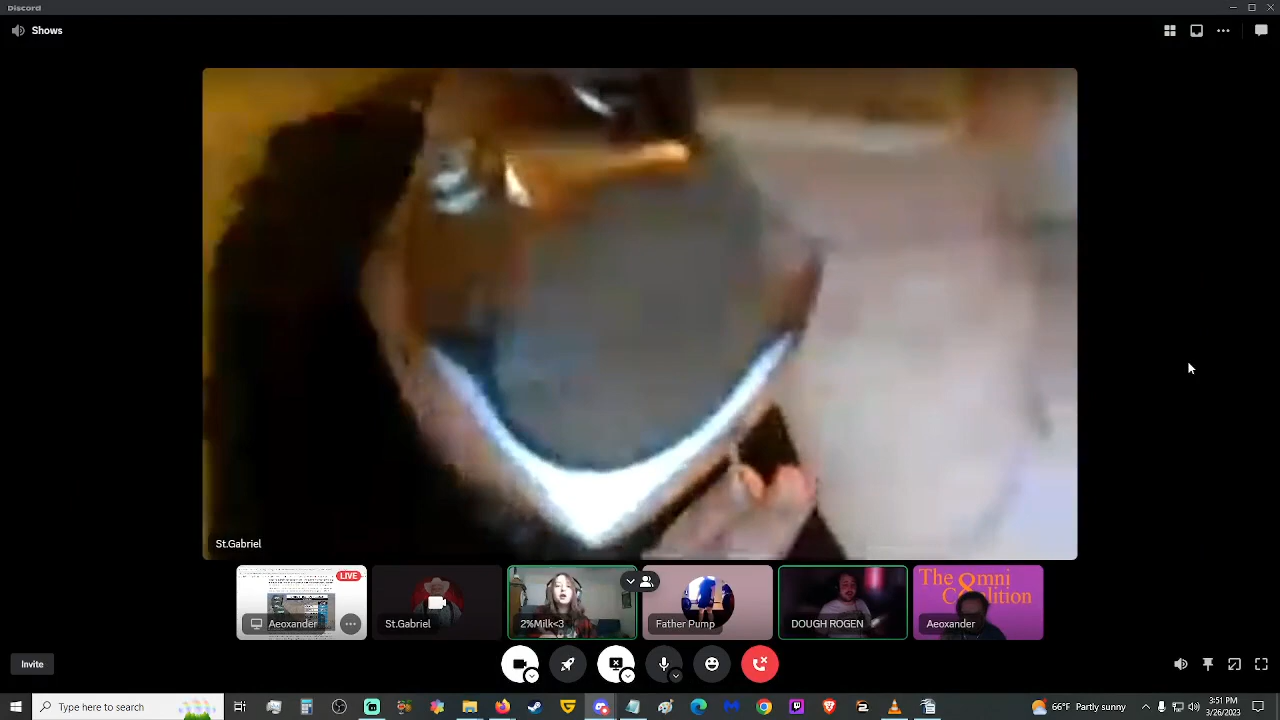 Discord
Shows
St.Gabriel
LIVE
Aeoxander
St.Gabriel
2%Milk<3
Father Pump
DOUGH ROGEN
The Omni
Coalition
Aeoxander
Invite
Type here to search
66°F Partly sunny
3:51 PM
3/26/2023